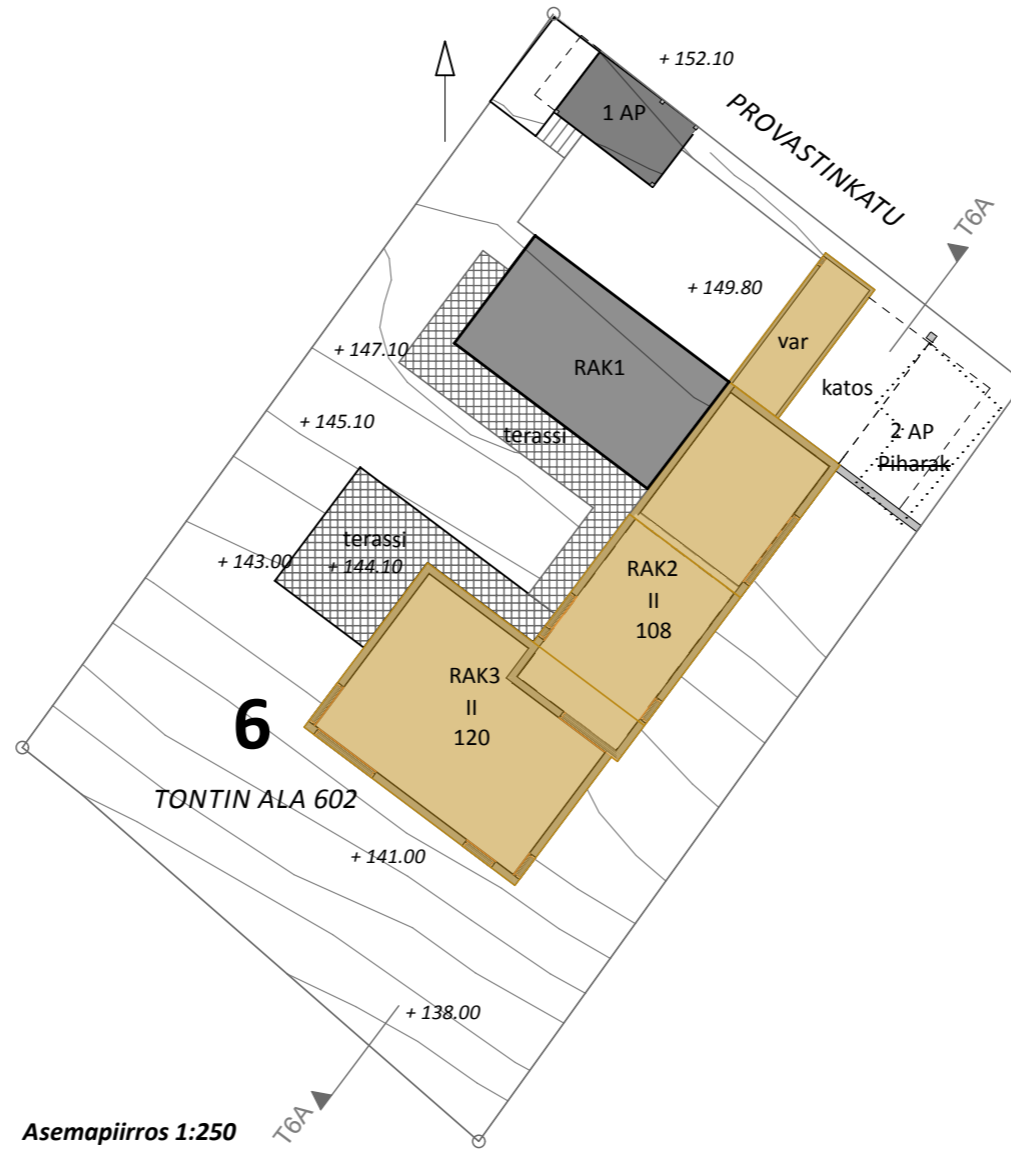 + 152.10
1 AP
PROVASTINKATU
T6A
+ 149.80
var
+ 147.10
RAK1
katos
+ 145.10
terassi
2 AP
Piharak
terassi
+ 143.00
+ 144.10
RAK2
II
108
RAK3
II
120
6
TONTIN ALA 602
+ 141.00
+ 138.00
T6A
Asemapiirros 1:250